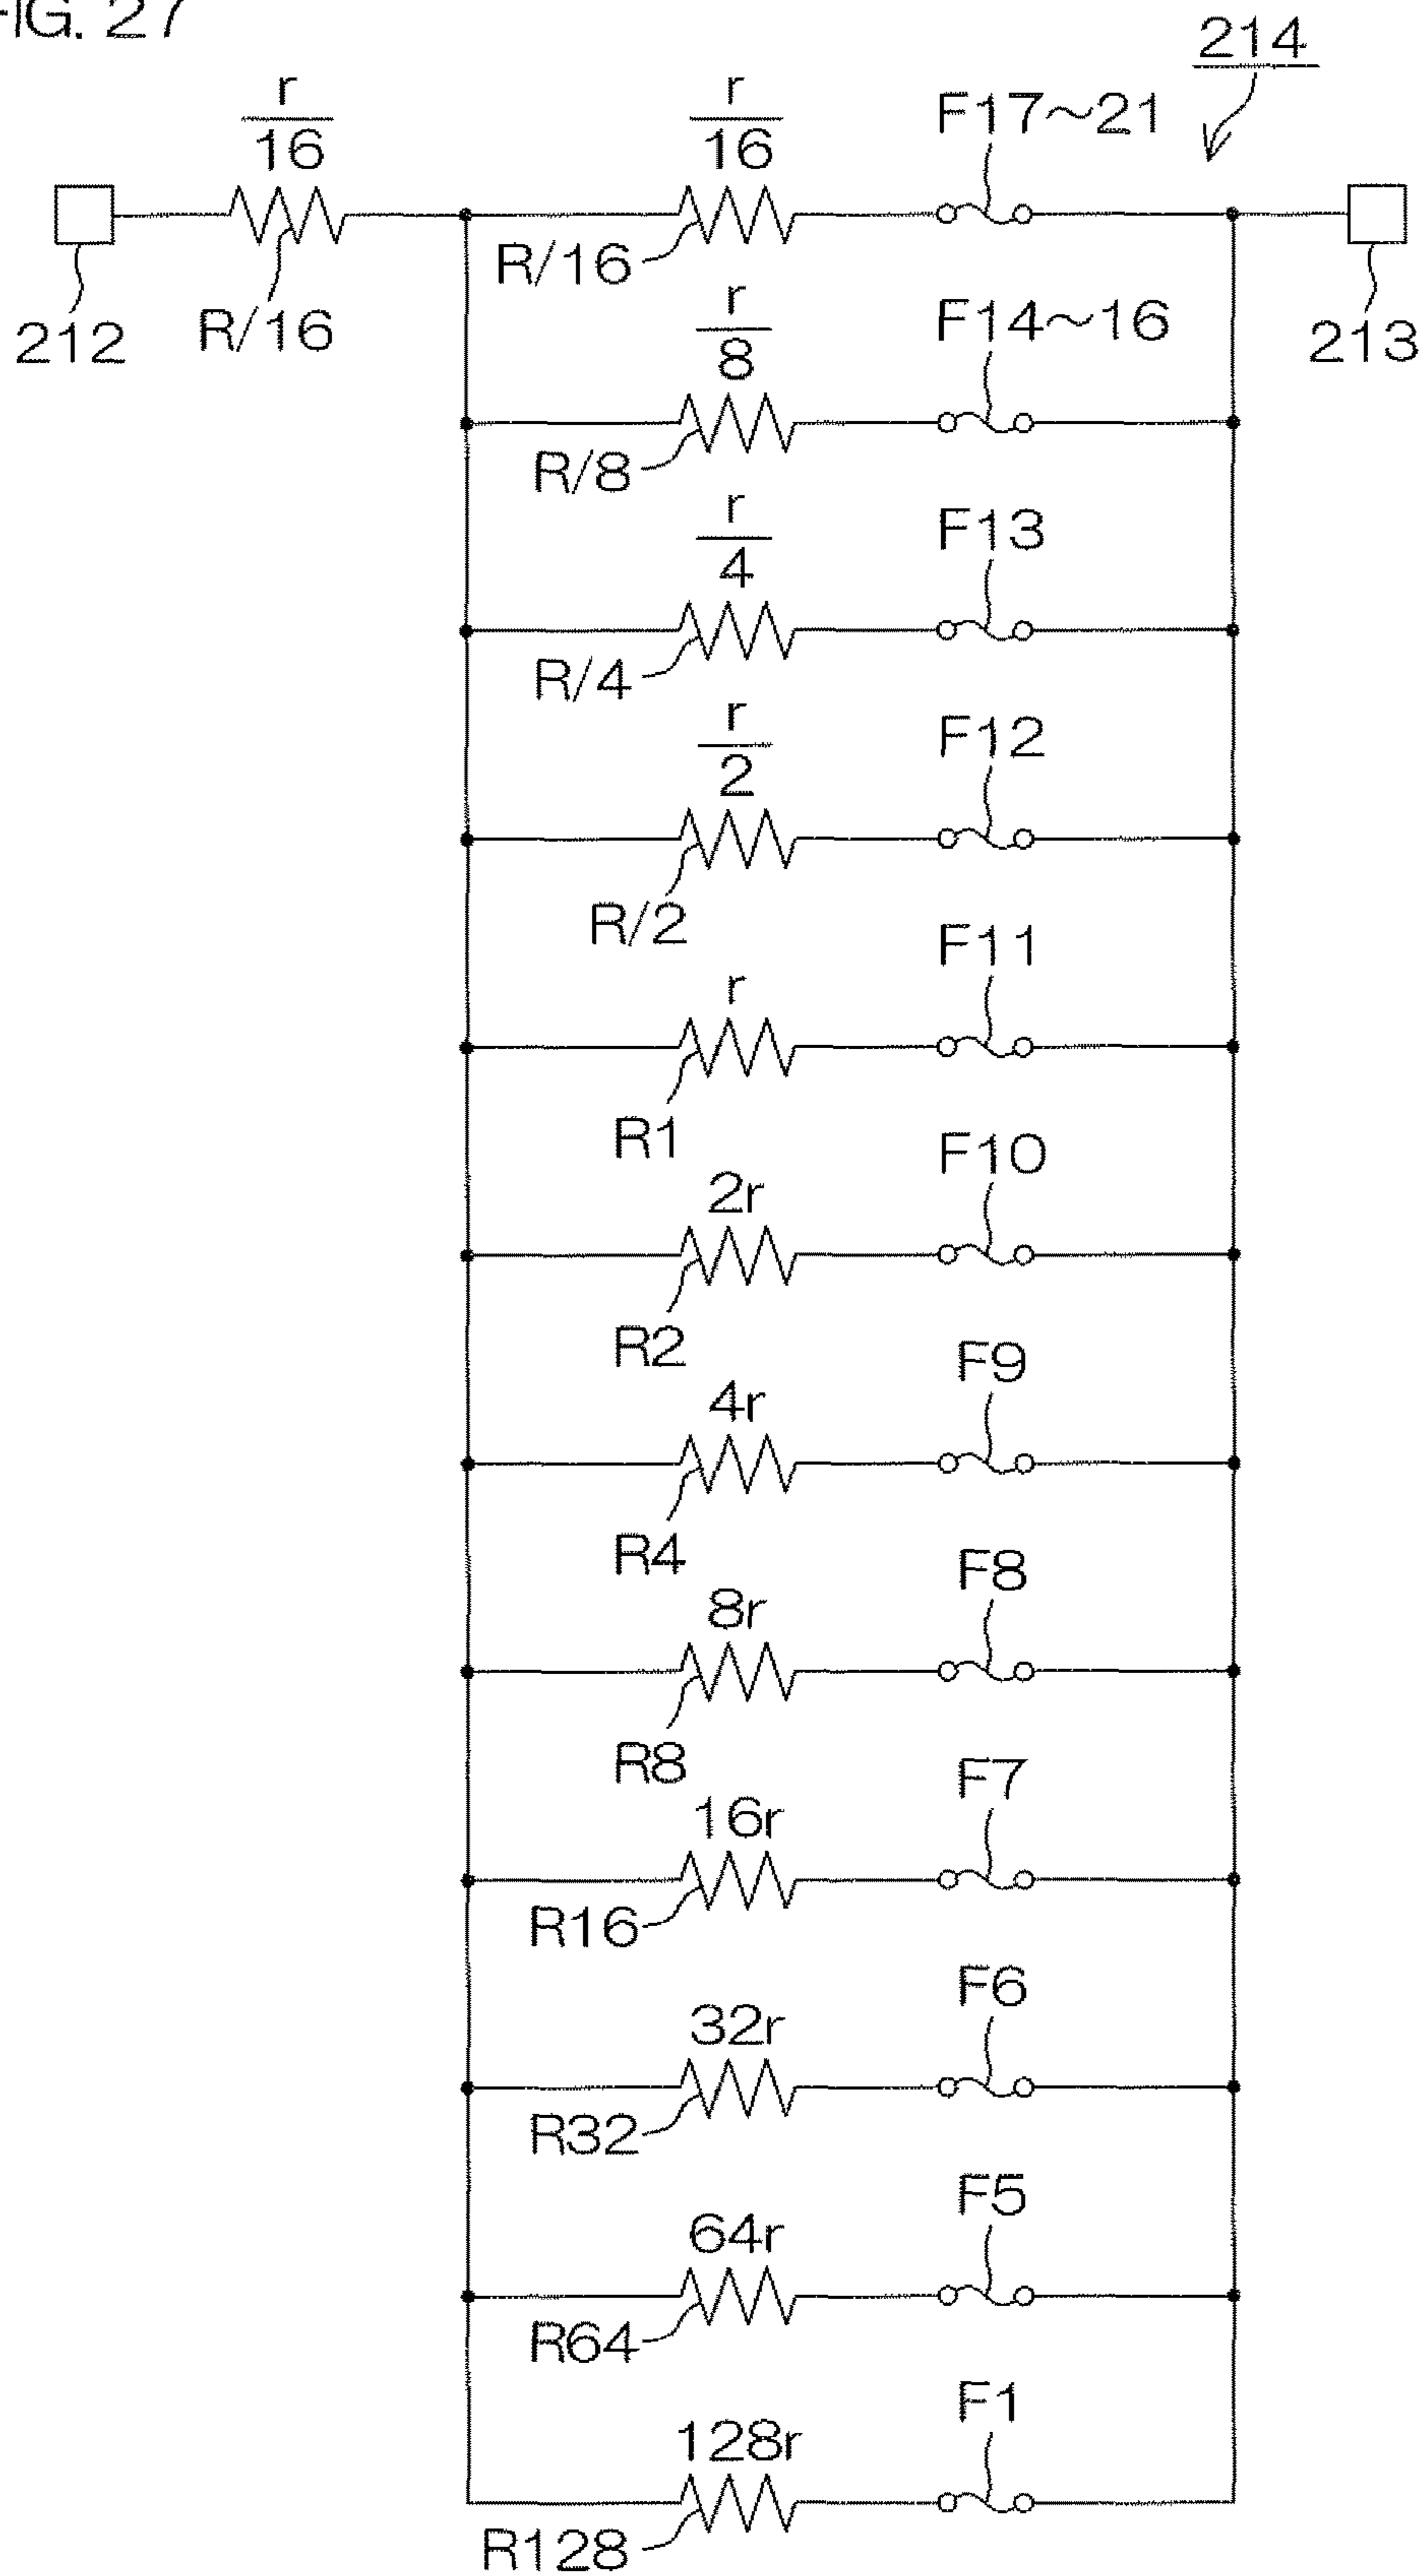 FIG. 27
214
r
16
r
16
F17~21
R/16
212
R/16
r
8
F14~16
213
R/8
r
4
F13
R/4
r
2
F12
R/2
F11
r
R1
F10
2r
R2
F9
4r
R4
F8
8r
R8
F7
16r
R16
F6
32r
R32
F5
64r
R64
F1
128r
R128